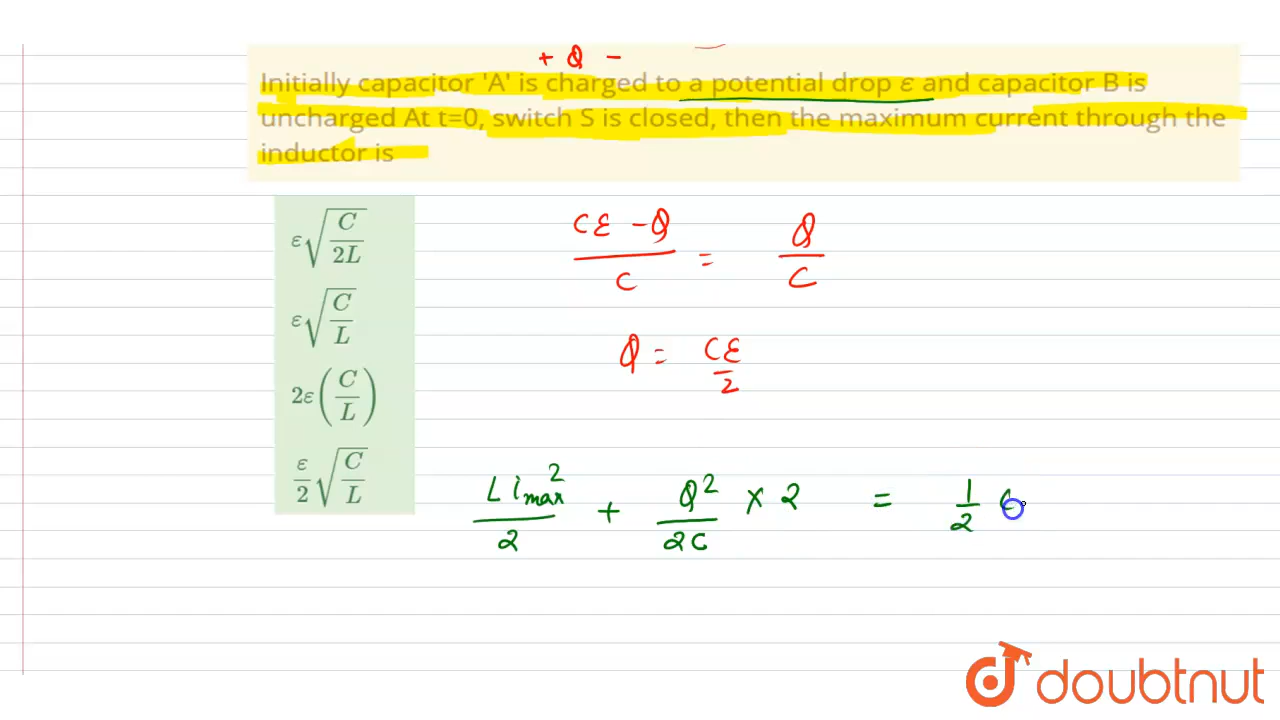 + Q −
Initially capacitor 'A' is charged to a potential drop ε and capacitor B is
uncharged At t=0, switch S is closed, then the maximum current through the
inductor is
ε√(C/2L)
ε√(C/L)
2ε(C/L)
ε/2 √(C/L)
(Cε − Q)/C = Q/C
Q = Cε/2
L i_max²/2 + Q²/2C × 2 = 1/2 C
doubtnut